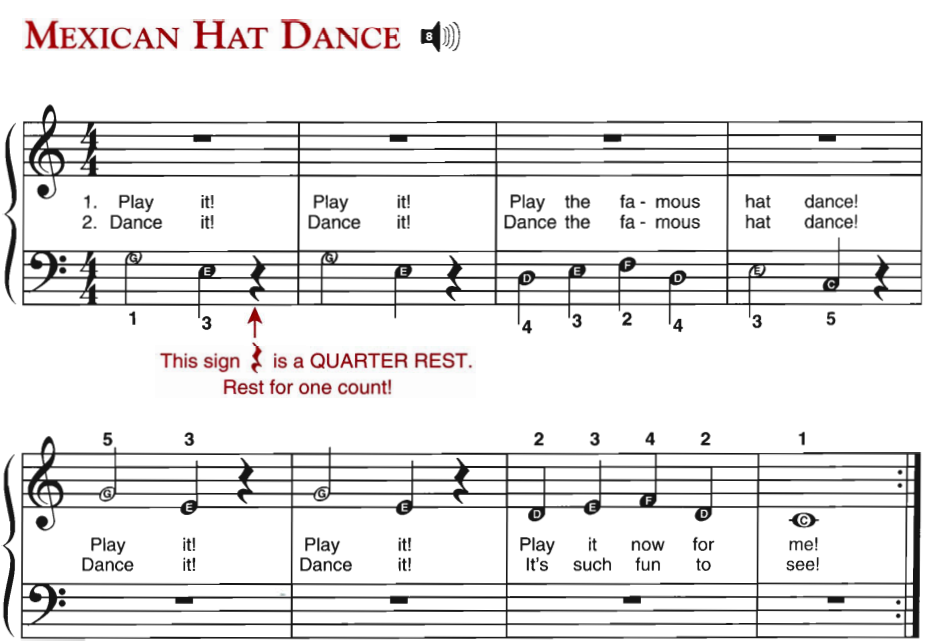 MEXICAN HAT DANCE 8
4 4
1. Play it! Play it! Play the fa - mous hat dance!
2. Dance it! Dance it! Dance the fa - mous hat dance!
4 4 G E G E D E F D E C
1 3 4 3 2 4 3 5
This sign is a QUARTER REST.
Rest for one count!
5 3 2 3 4 2 1
G E G E D E F D C
Play it! Play it! Play it now for me!
Dance it! Dance it! It's such fun to see!